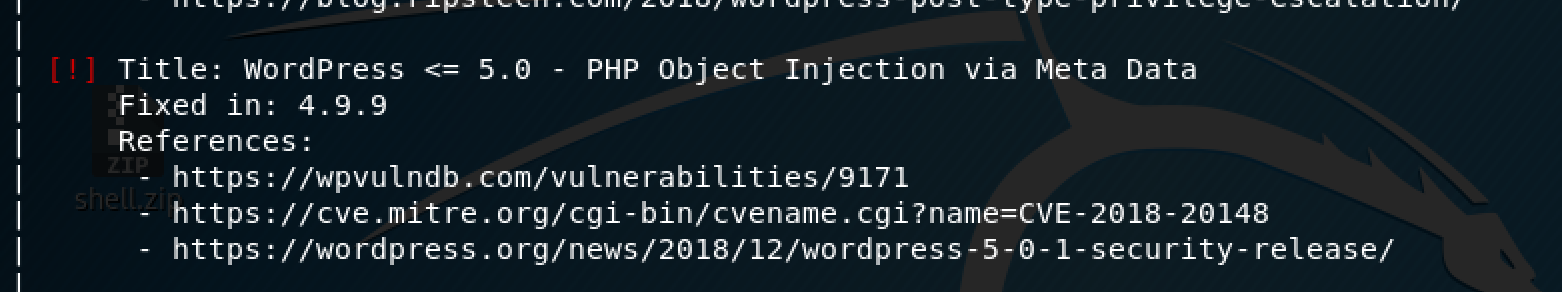 | - https://blog.ripstech.com/2018/wordpress-post-type-privilege-escalation/
|
| [!] Title: WordPress <= 5.0 - PHP Object Injection via Meta Data
| Fixed in: 4.9.9
| References:
| - https://wpvulndb.com/vulnerabilities/9171
| - https://cve.mitre.org/cgi-bin/cvename.cgi?name=CVE-2018-20148
| - https://wordpress.org/news/2018/12/wordpress-5-0-1-security-release/
|
ZIP
shell.zip